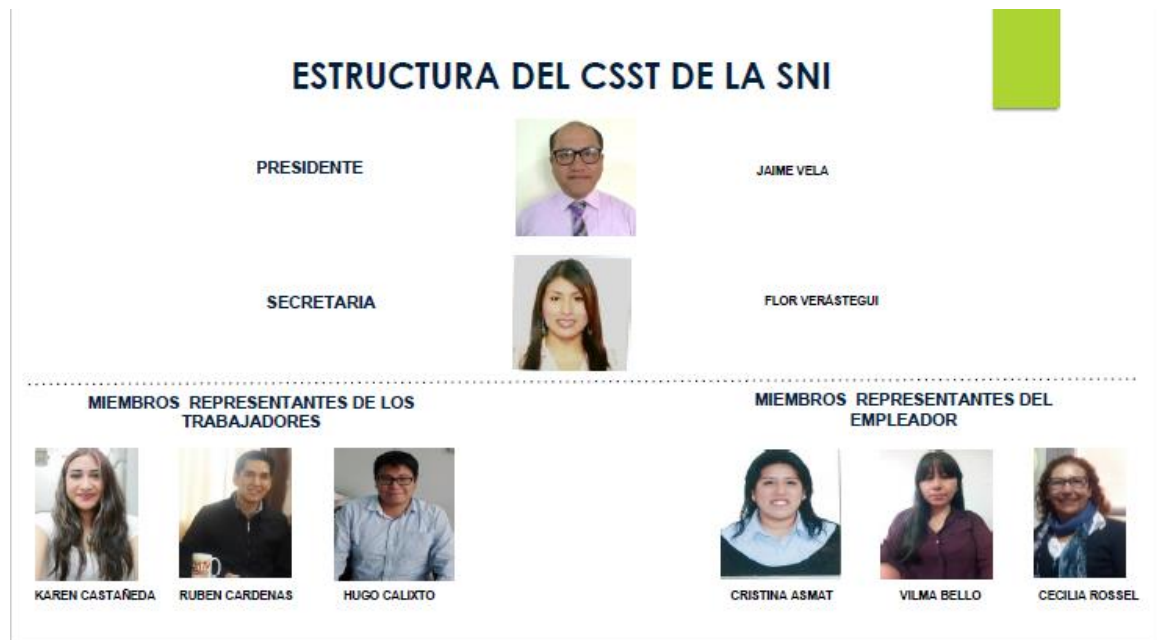 ESTRUCTURA DEL CSST DE LA SNI
PRESIDENTE
JAIME VELA
SECRETARIA
FLOR VERÁSTEGUI
MIEMBROS REPRESENTANTES DE LOS
TRABAJADORES
MIEMBROS REPRESENTANTES DEL
EMPLEADOR
KAREN CASTAÑEDA
RUBEN CARDENAS
HUGO CALIXTO
CRISTINA ASMAT
VILMA BELLO
CECILIA ROSSEL